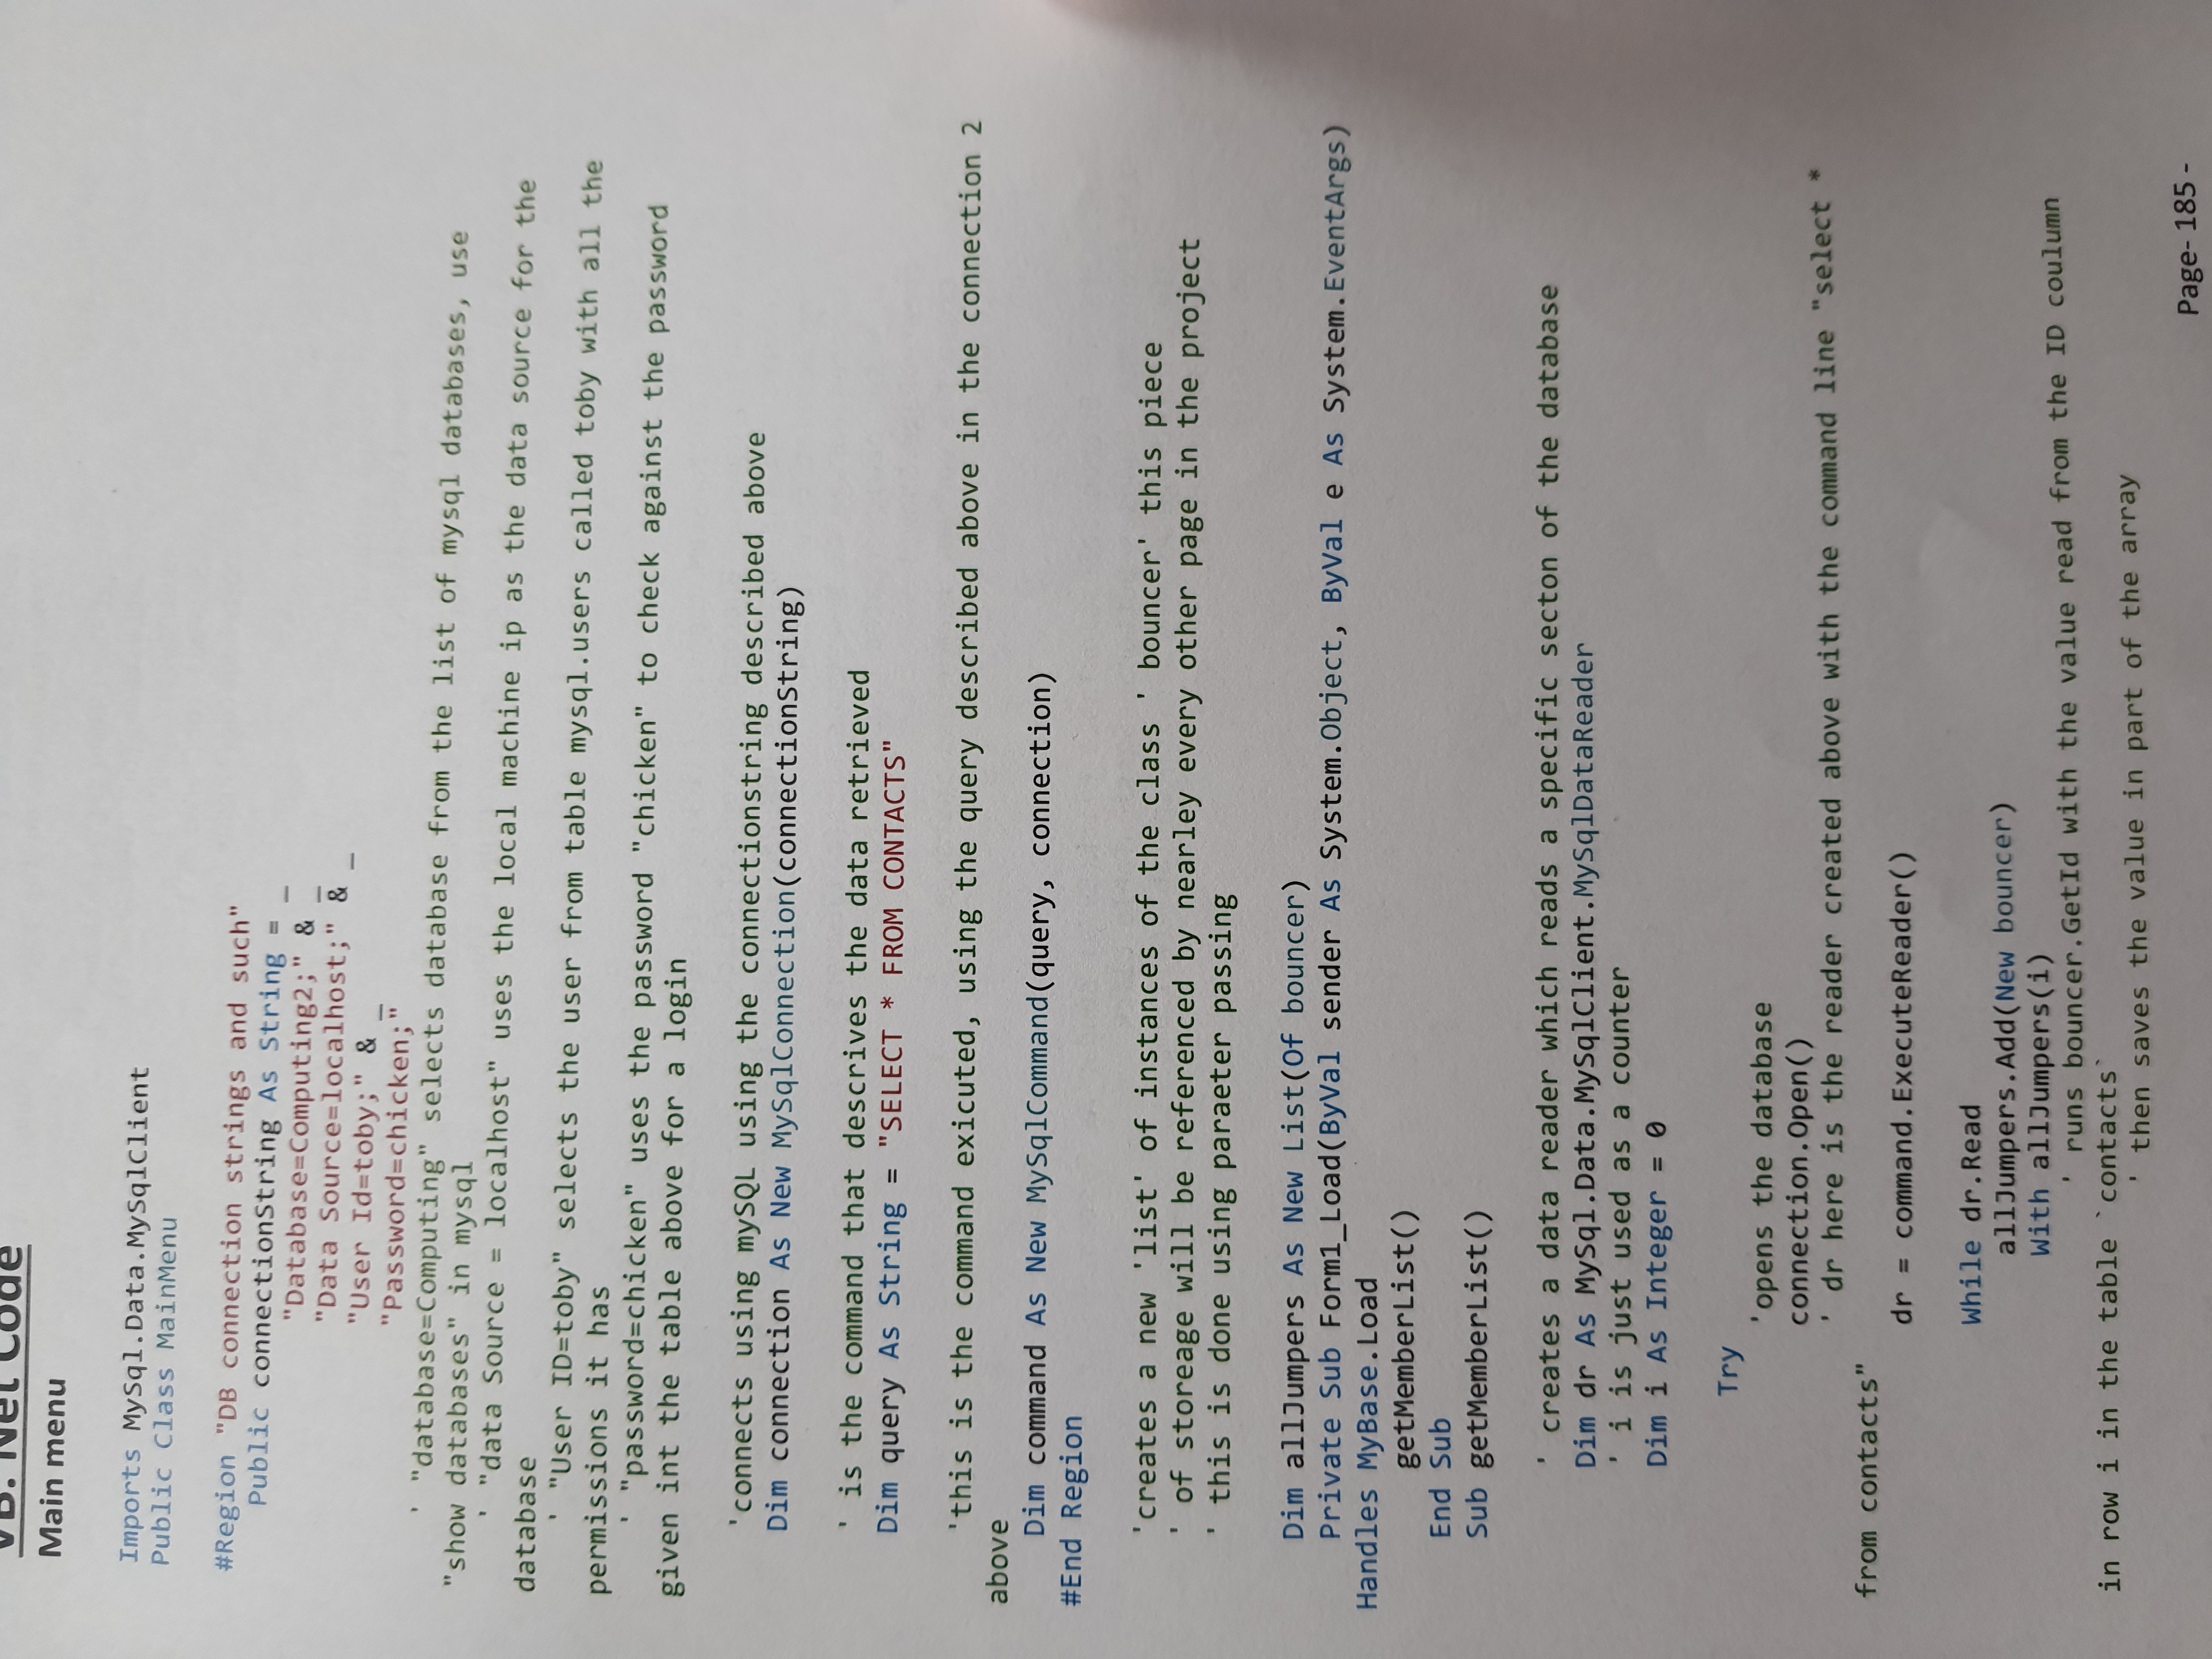 VB. Net Code
Main menu
Imports MySql.Data.MySqlClient
Public Class MainMenu
#Region "DB connection strings and such"
Public connectionString As String = _
"Database=Computing2;" & _
"Data Source=localhost;" & _
"User Id=toby;" & _
"Password=chicken;"
' "database=Computing" selects database from the list of mysql databases, use
"show databases" in mysql
' "data Source = localhost" uses the local machine ip as the data source for the
database
' "User ID=toby" selects the user from table mysql.users called toby with all the
permissions it has
' "password=chicken" uses the password "chicken" to check against the password
given int the table above for a login
'connects using mySQL using the connectionstring described above
Dim connection As New MySqlConnection(connectionString)
' is the command that descrives the data retrieved
Dim query As String = "SELECT * FROM CONTACTS"
'this is the command exicuted, using the query described above in the connection 2
above
Dim command As New MySqlCommand(query, connection)
#End Region
'creates a new 'list' of instances of the class ' bouncer' this piece
' of storeage will be referenced by nearley every other page in the project
' this is done using paraeter passing
Dim allJumpers As New List(Of bouncer)
Private Sub Form1_Load(ByVal sender As System.Object, ByVal e As System.EventArgs)
Handles MyBase.Load
getMemberList()
End Sub
Sub getMemberList()
' creates a data reader which reads a specific secton of the database
Dim dr As MySql.Data.MySqlClient.MySqlDataReader
' i is just used as a counter
Dim i As Integer = 0
Try
'opens the database
connection.Open()
' dr here is the reader created above with the command line "select *
from contacts"
dr = command.ExecuteReader()
While dr.Read
allJumpers.Add(New bouncer)
With allJumpers(i)
' runs bouncer.GetId with the value read from the ID coulumn
in row i in the table `contacts`
' then saves the value in part of the array
Page- 185 -